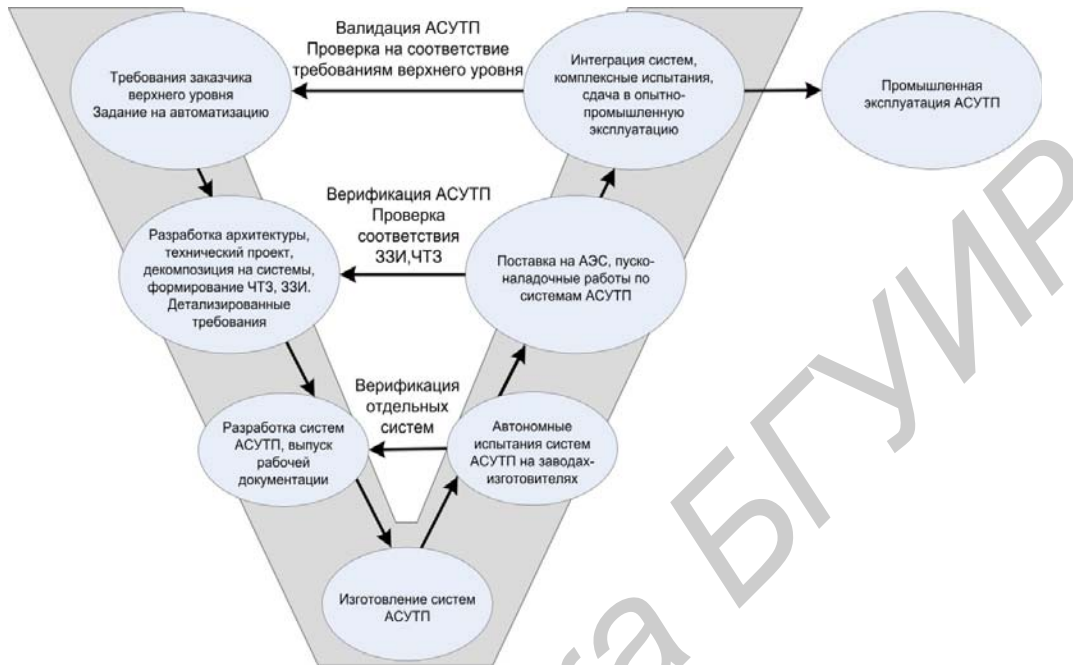 Валидация АСУТП
Проверка на соответствие
требованиям верхнего уровня
Требования заказчика
верхнего уровня
Задание на автоматизацию
Интеграция систем,
комплексные испытания,
сдача в опытно-
промышленную
эксплуатацию
Промышленная
эксплуатация АСУТП
Верификация АСУТП
Проверка
соответствия
ЗЗИ,ЧТЗ
Разработка архитектуры,
технический проект,
декомпозиция на системы,
формирование ЧТЗ, ЗЗИ.
Детализированные
требования
Поставка на АЭС, пуско-
наладочные работы по
системам АСУТП
Верификация
отдельных
систем
Разработка систем
АСУТП, выпуск
рабочей
документации
Автономные
испытания систем
АСУТП на заводах-
изготовителях
Изготовление систем
АСУТП
БГУИР